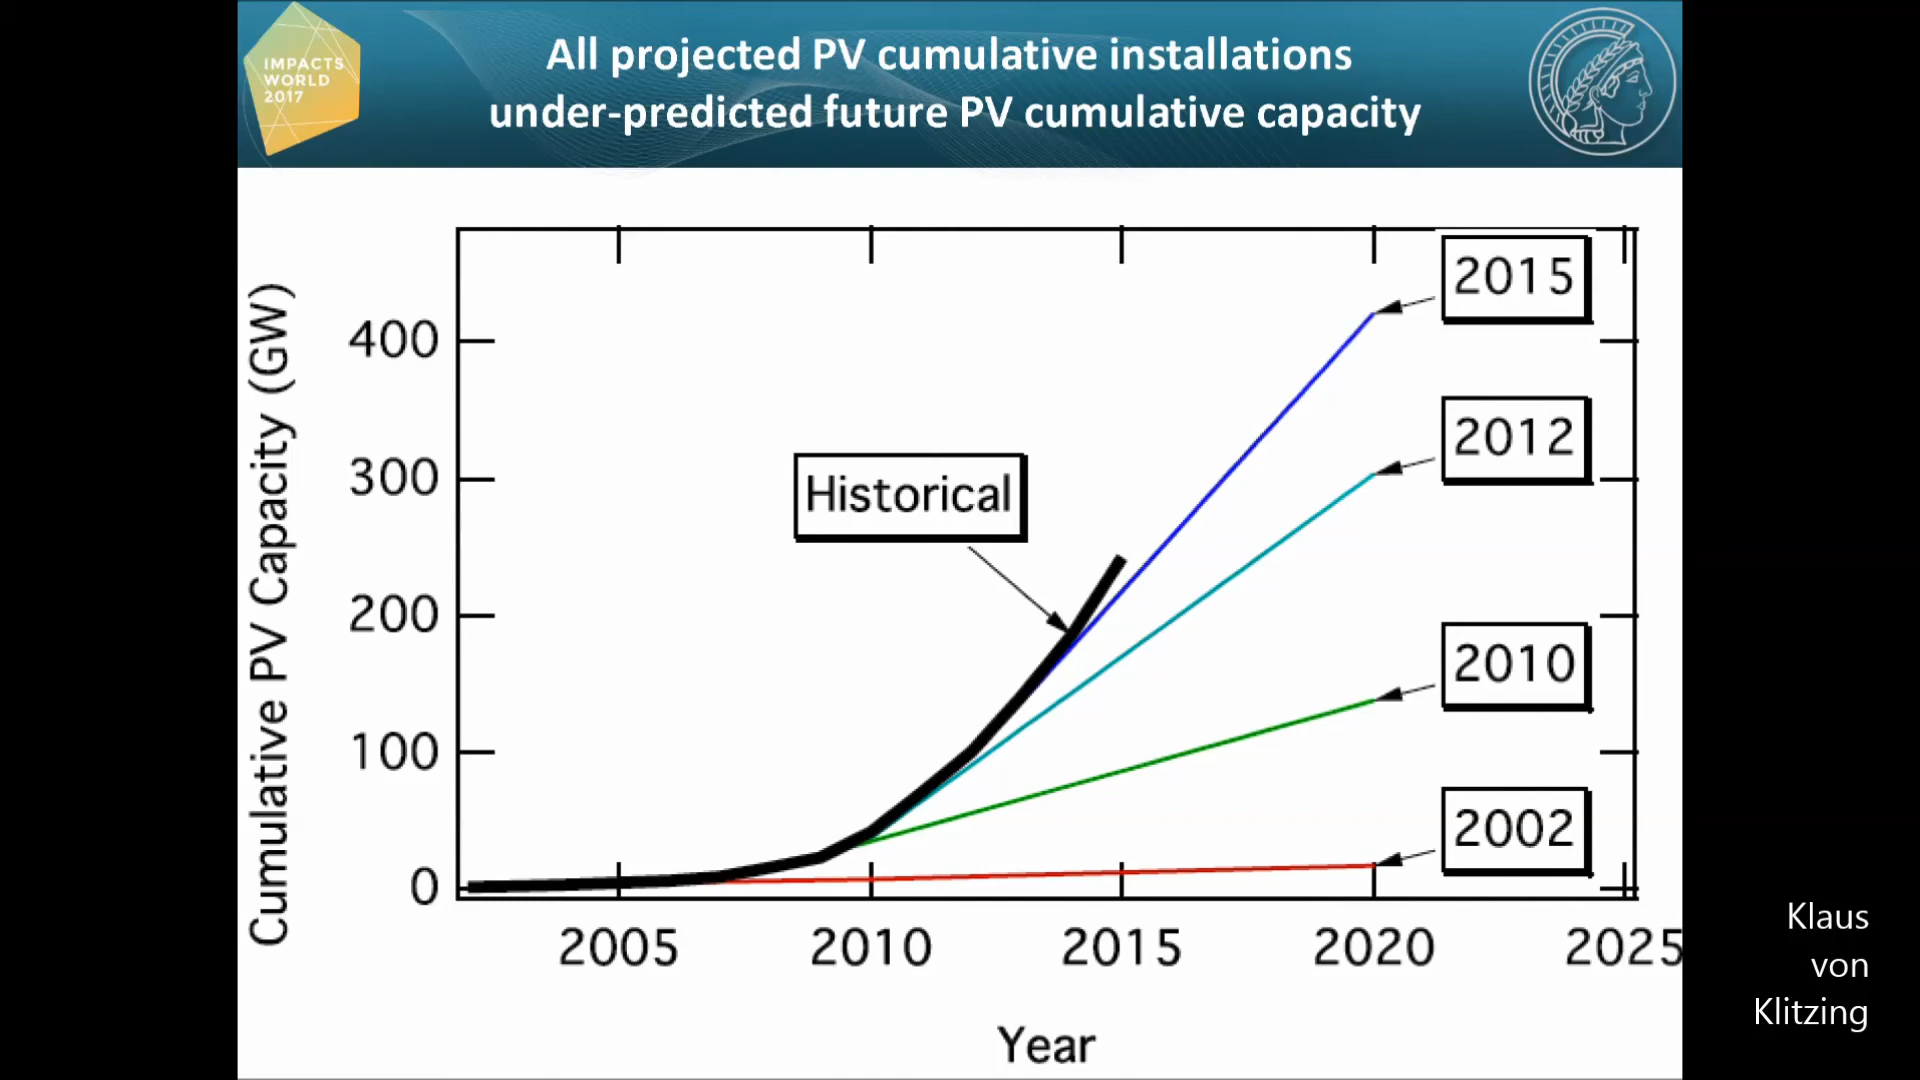 IMPACTS
WORLD
2017
All projected PV cumulative installations
under-predicted future PV cumulative capacity
Cumulative PV Capacity (GW)
400
300
200
100
0
Historical
2015
2012
2010
2002
2005
2010
2015
2020
2025
Year
Klaus
von
Klitzing